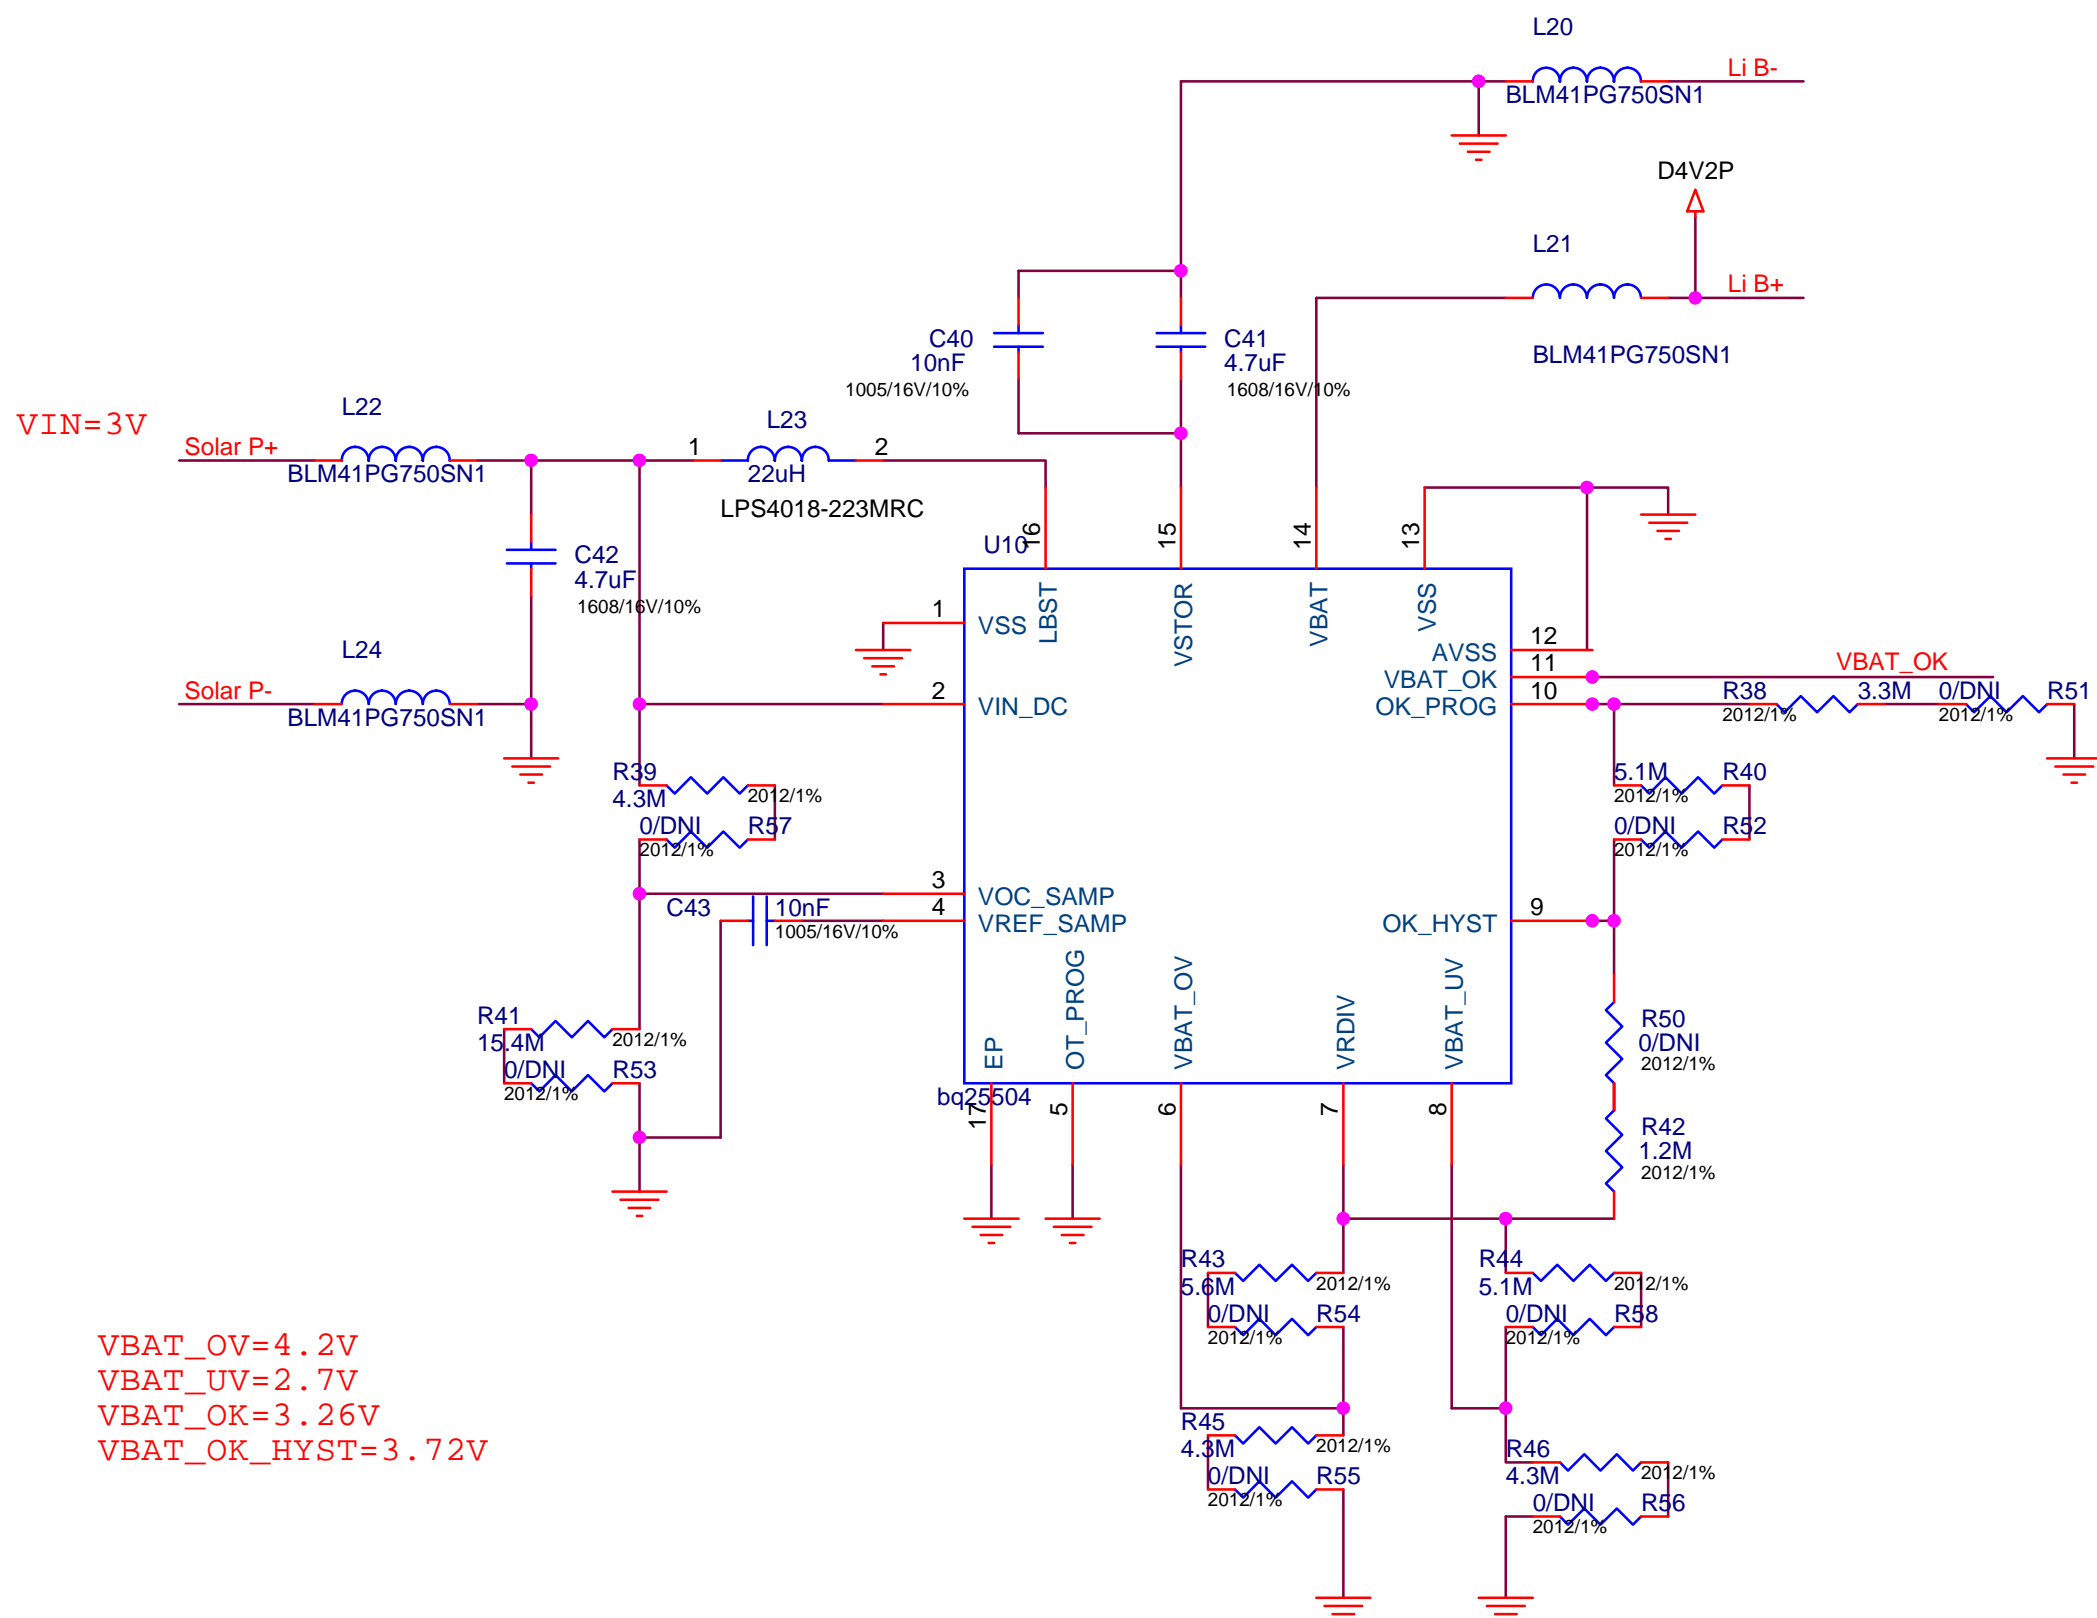 L20
Li B-
BLM41PG750SN1
D4V2P
L21
Li B+
BLM41PG750SN1
C40
10nF
1005/16V/10%
C41
4.7uF
1608/16V/10%
VIN=3V
L22
Solar P+
BLM41PG750SN1
1
L23
2
22uH
LPS4018-223MRC
C42
4.7uF
1608/16V/10%
L24
Solar P-
BLM41PG750SN1
U10
16
15
14
13
LBST
VSTOR
VBAT
VSS
1
VSS
2
VIN_DC
3
VOC_SAMP
4
VREF_SAMP
AVSS
12
VBAT_OK
11
VBAT_OK
OK_PROG
10
R38
3.3M
2012/1%
0/DNI
R51
2012/1%
5.1M
R40
2012/1%
0/DNI
R52
2012/1%
OK_HYST
9
R39
4.3M
2012/1%
0/DNI
R57
2012/1%
C43
10nF
1005/16V/10%
R41
15.4M
2012/1%
0/DNI
R53
2012/1%
EP
OT_PROG
VBAT_OV
VRDIV
VBAT_UV
bq25504
17
5
6
7
8
R50
0/DNI
2012/1%
R42
1.2M
2012/1%
R43
5.6M
2012/1%
0/DNI
R54
2012/1%
R44
5.1M
2012/1%
0/DNI
R58
2012/1%
R45
4.3M
2012/1%
0/DNI
R55
2012/1%
R46
4.3M
2012/1%
0/DNI
R56
2012/1%
VBAT_OV=4.2V
VBAT_UV=2.7V
VBAT_OK=3.26V
VBAT_OK_HYST=3.72V